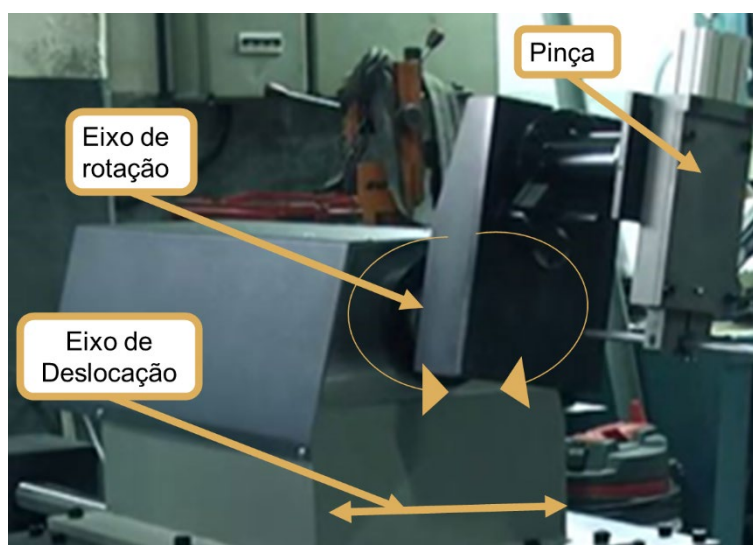 Pinça
Eixo de
rotação
Eixo de
Deslocação